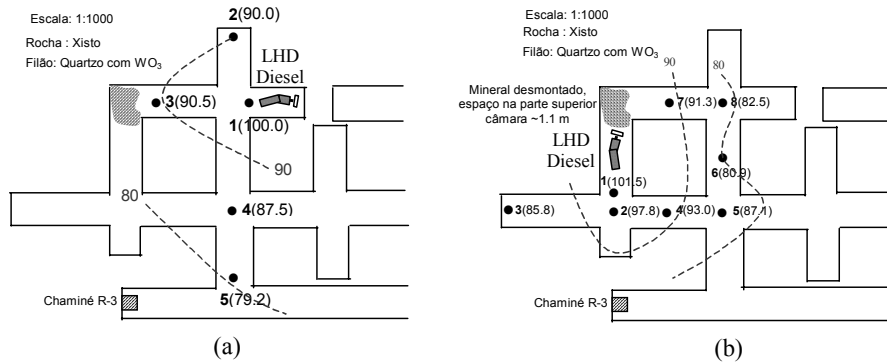 Escala: 1:1000
Rocha : Xisto
Filão: Quartzo com WO3
2(90.0)
LHD
Diesel
3(90.5)
1(100.0)
90
80
4(87.5)
5(79.2)
Chaminé R-3
(a)
Escala: 1:1000
Rocha : Xisto
Filão: Quartzo com WO3
90
80
Mineral desmontado,
espaço na parte superior
câmara ~1.1 m
7(91.3)
8(82.5)
LHD
Diesel
6(80.9)
1(101.5)
3(85.8)
2(97.8)
4(93.0)
5(87.1)
Chaminé R-3
(b)